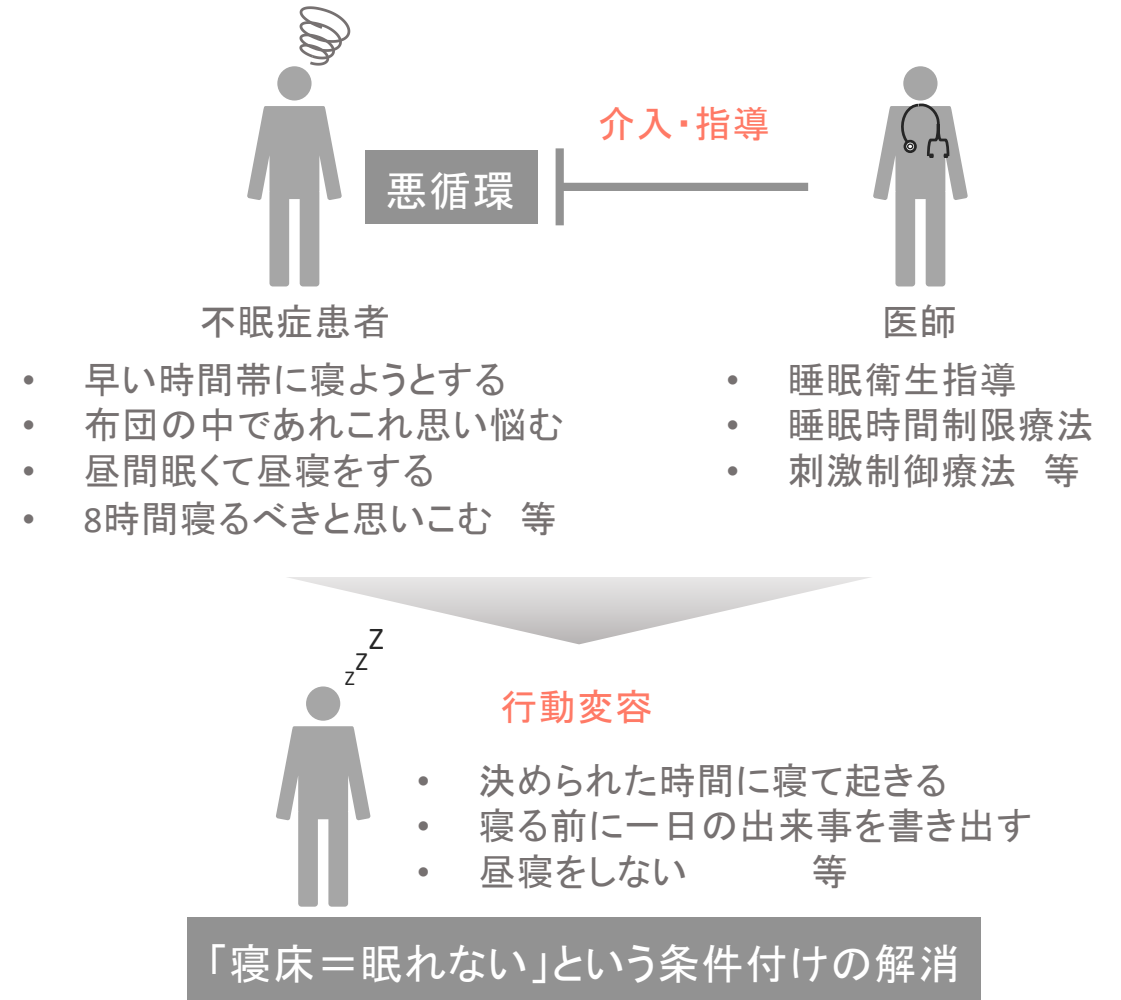 介入・指導
悪循環
不眠症患者
• 早い時間帯に寝ようとする
• 布団の中であれこれ思い悩む
• 昼間眠くて昼寝をする
• 8時間寝るべきと思いこむ 等
医師
• 睡眠衛生指導
• 睡眠時間制限療法
• 刺激制御療法 等
z z Z
行動変容
• 決められた時間に寝て起きる
• 寝る前に一日の出来事を書き出す
• 昼寝をしない 等
「寝床＝眠れない」という条件付けの解消